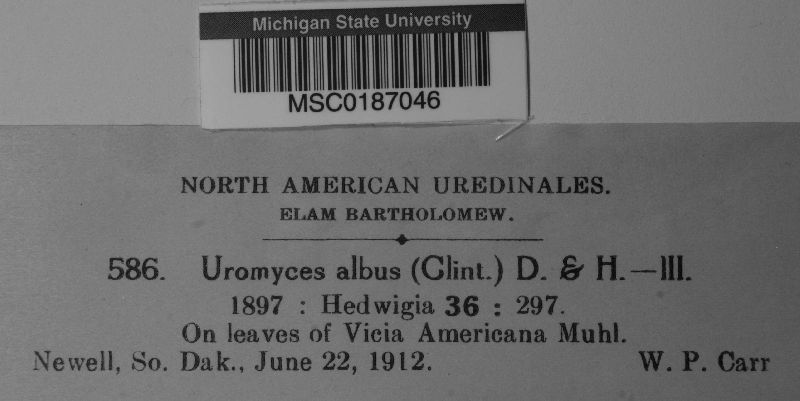 Michigan State University
MSC0187046
NORTH AMERICAN UREDINALES.
ELAM BARTHOLOMEW.
586. Uromyces albus (Clint.) D. & H.—III.
1897 : Hedwigia 36 : 297.
On leaves of Vicia Americana Muhl.
Newell, So. Dak., June 22, 1912. W. P. Carr